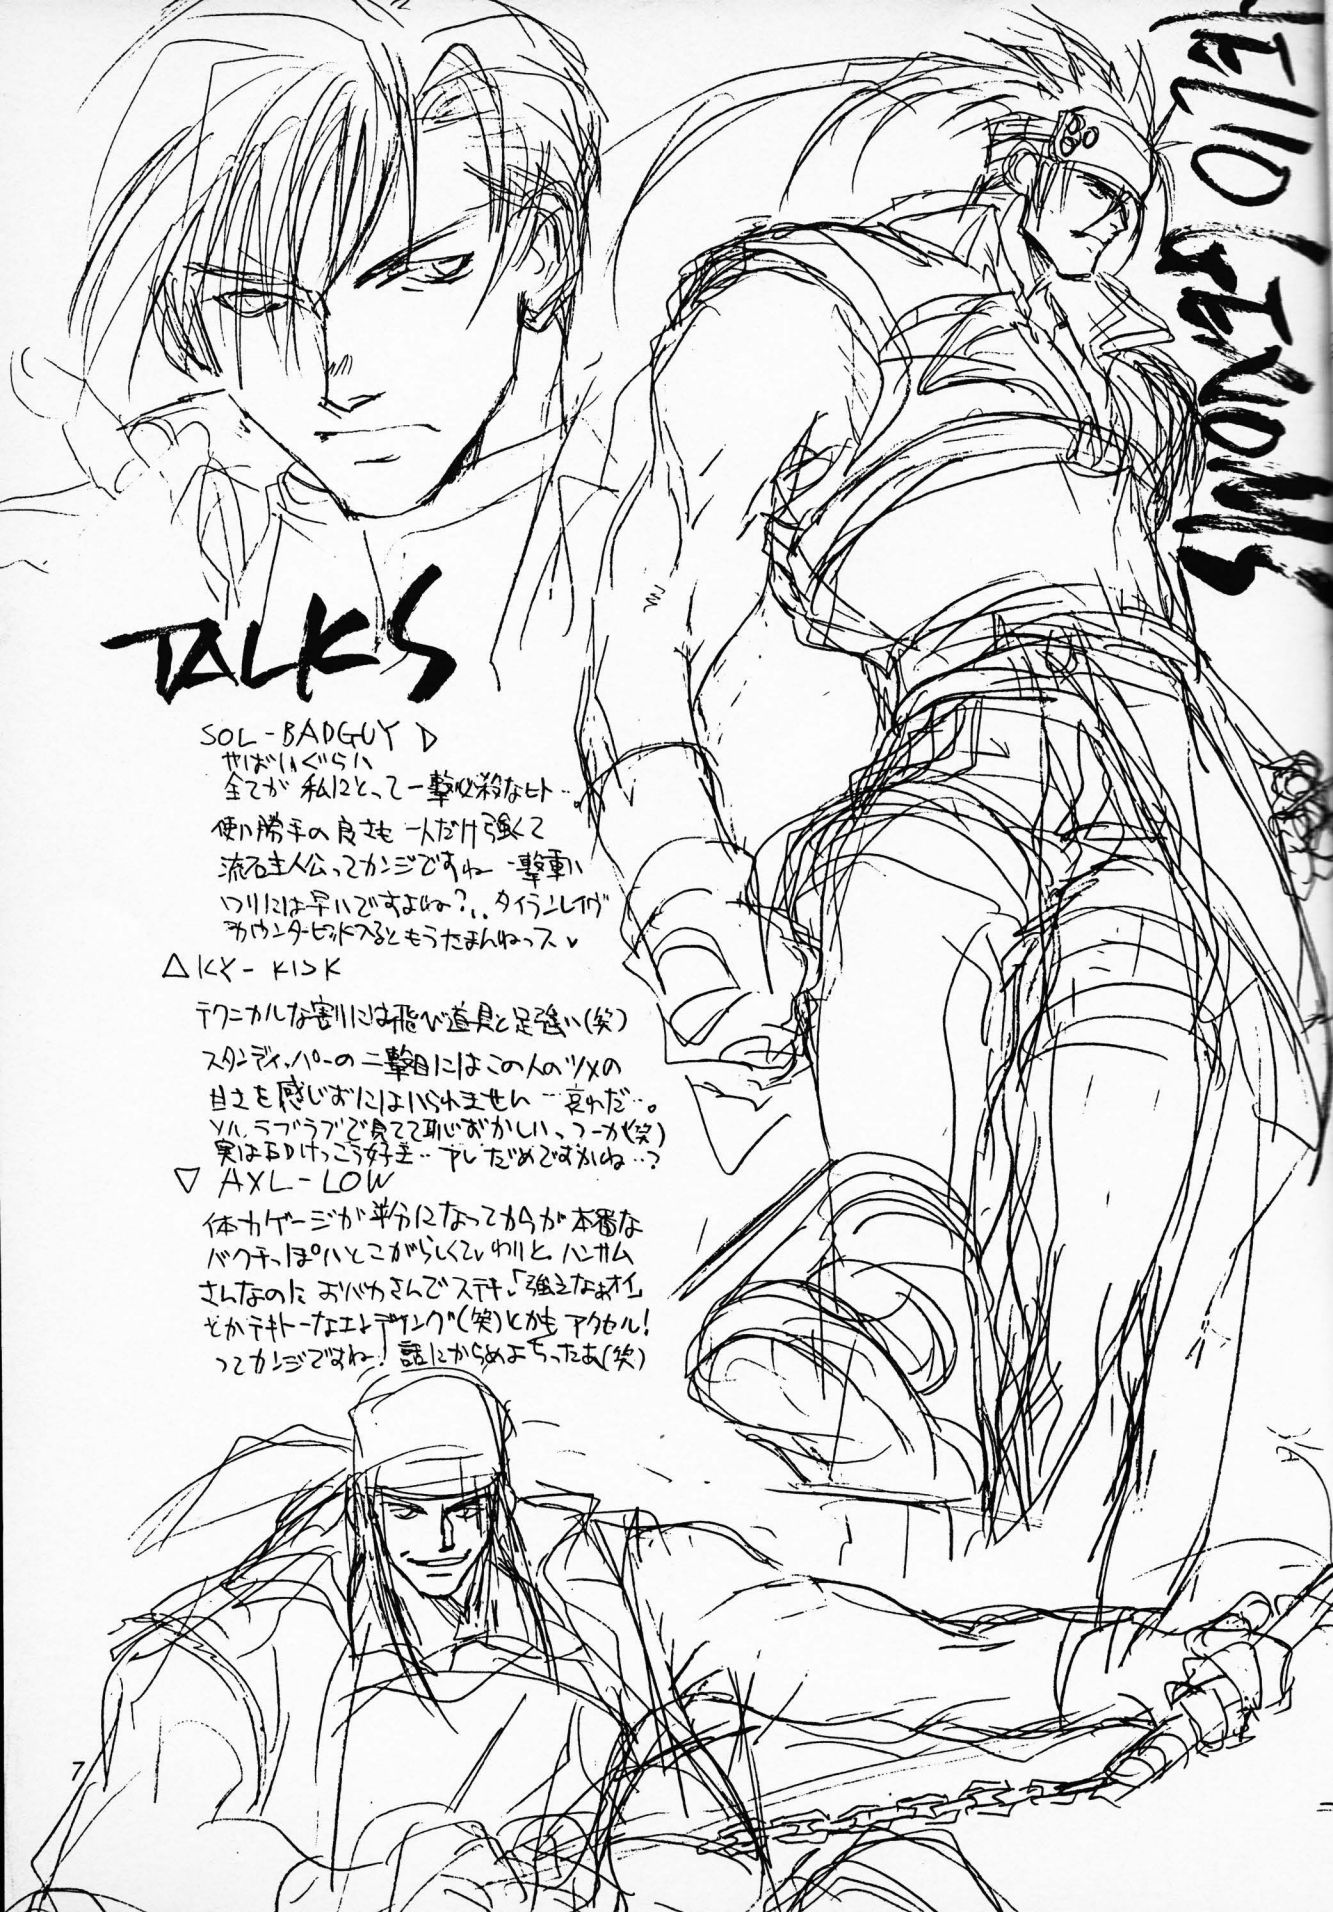 TALKS
SOL-BADGUY ▷
やばいぐらい
全てが 私にとって一撃必殺なヒト…
使い勝手の良さも 一人だけ強くて
流石主人公ってカンジですね 一撃重い
わりには早いですよね?.. タイランレイヴ
カウンターヒット入るともうたまんねっス♥
△ KY-KISK
テクニカルな割には飛び道具と足強い(笑)
スタンディッパーの二撃目にはこの人のツメの
甘さを感じずにはいられません…哀れだ…。
ソル ラブラブで見てて恥ずかしいっつーか(笑)
実はEDけっこう好き…アレだめですかね…?
▽ AXL-LOW
体力ゲージが半分になってからが本番な
バクチっぽいとこがらしくていいわりと ハンサム
さんなのに おバカさんでステキ「強えなぁオイ」
とかテキトーなエンディング(笑)とかも アクセル!
ってカンジですね! 話にからめよちったあ(笑)
7